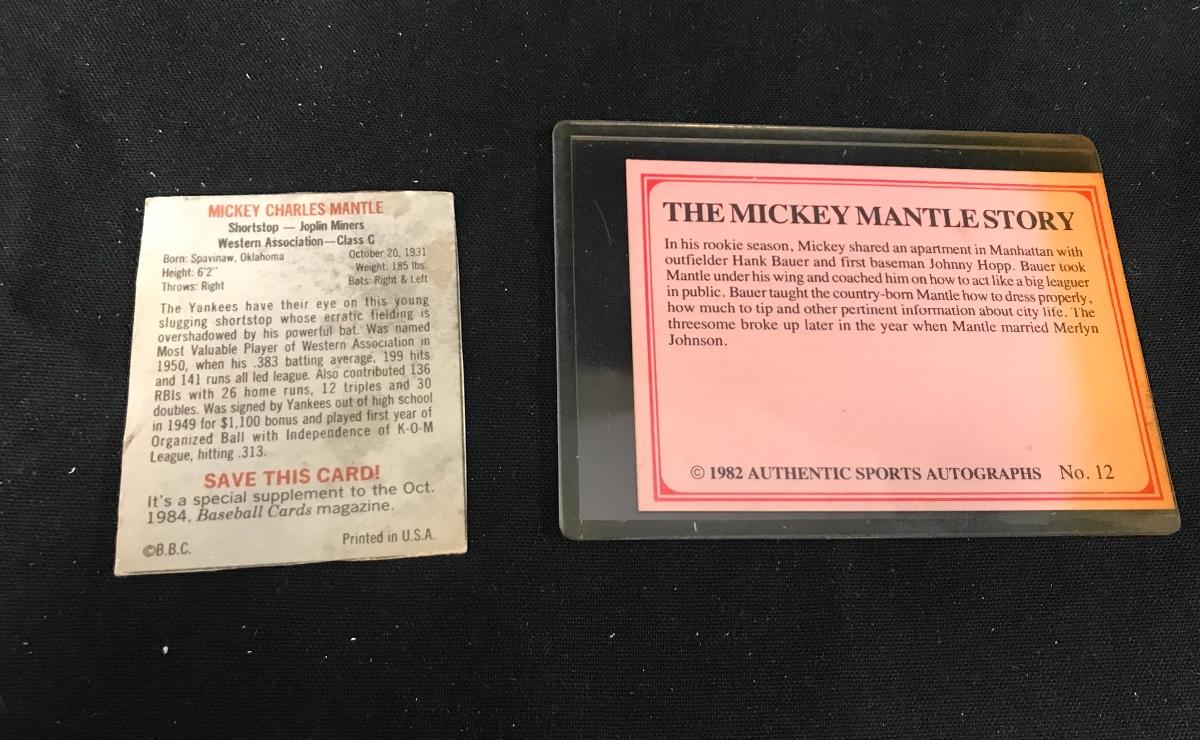 MICKEY CHARLES MANTLE
Shortstop — Joplin Miners
Western Association—Class C
Born: Spavinaw, Oklahoma October 20, 1931
Height: 6'2" Weight: 185 lbs.
Throws: Right Bats: Right & Left
The Yankees have their eye on this young
slugging shortstop whose erratic fielding is
overshadowed by his powerful bat. Was named
Most Valuable Player of Western Association in
1950, when his .383 batting average, 199 hits
and 141 runs all led league. Also contributed 136
RBIs with 26 home runs, 12 triples and 30
doubles. Was signed by Yankees out of high school
in 1949 for $1,100 bonus and played first year of
Organized Ball with Independence of K-O-M
League, hitting .313.
SAVE THIS CARD!
It's a special supplement to the Oct.
1984, Baseball Cards magazine.
©B.B.C. Printed in U.S.A.
THE MICKEY MANTLE STORY
In his rookie season, Mickey shared an apartment in Manhattan with
outfielder Hank Bauer and first baseman Johnny Hopp. Bauer took
Mantle under his wing and coached him on how to act like a big leaguer
in public. Bauer taught the country-born Mantle how to dress properly,
how much to tip and other pertinent information about city life. The
threesome broke up later in the year when Mantle married Merlyn
Johnson.
© 1982 AUTHENTIC SPORTS AUTOGRAPHS No. 12